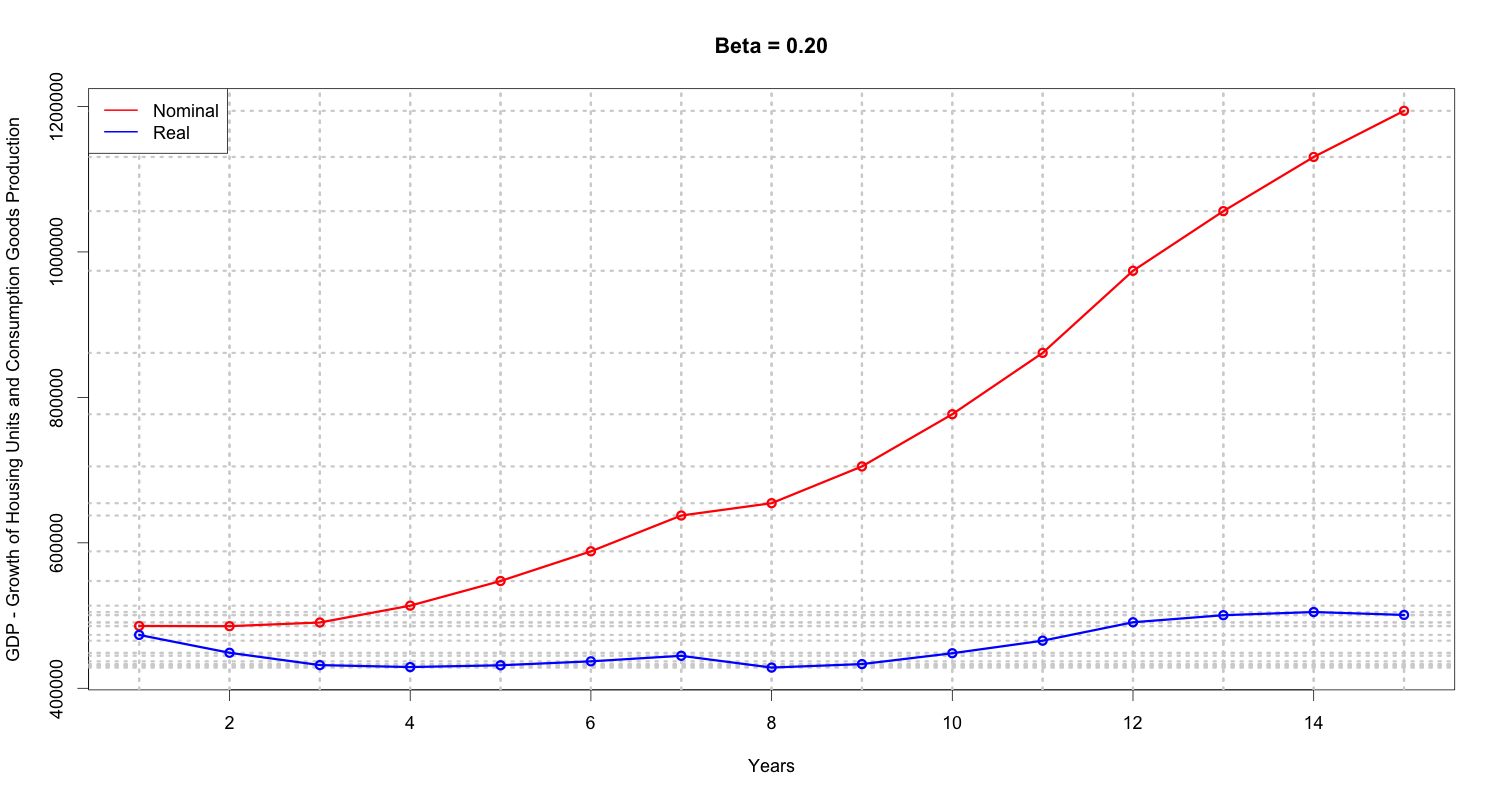 Beta = 0.20
Nominal
Real
GDP - Growth of Housing Units and Consumption Goods Production
1200000
1000000
800000
600000
400000
2 4 6 8 10 12 14
Years